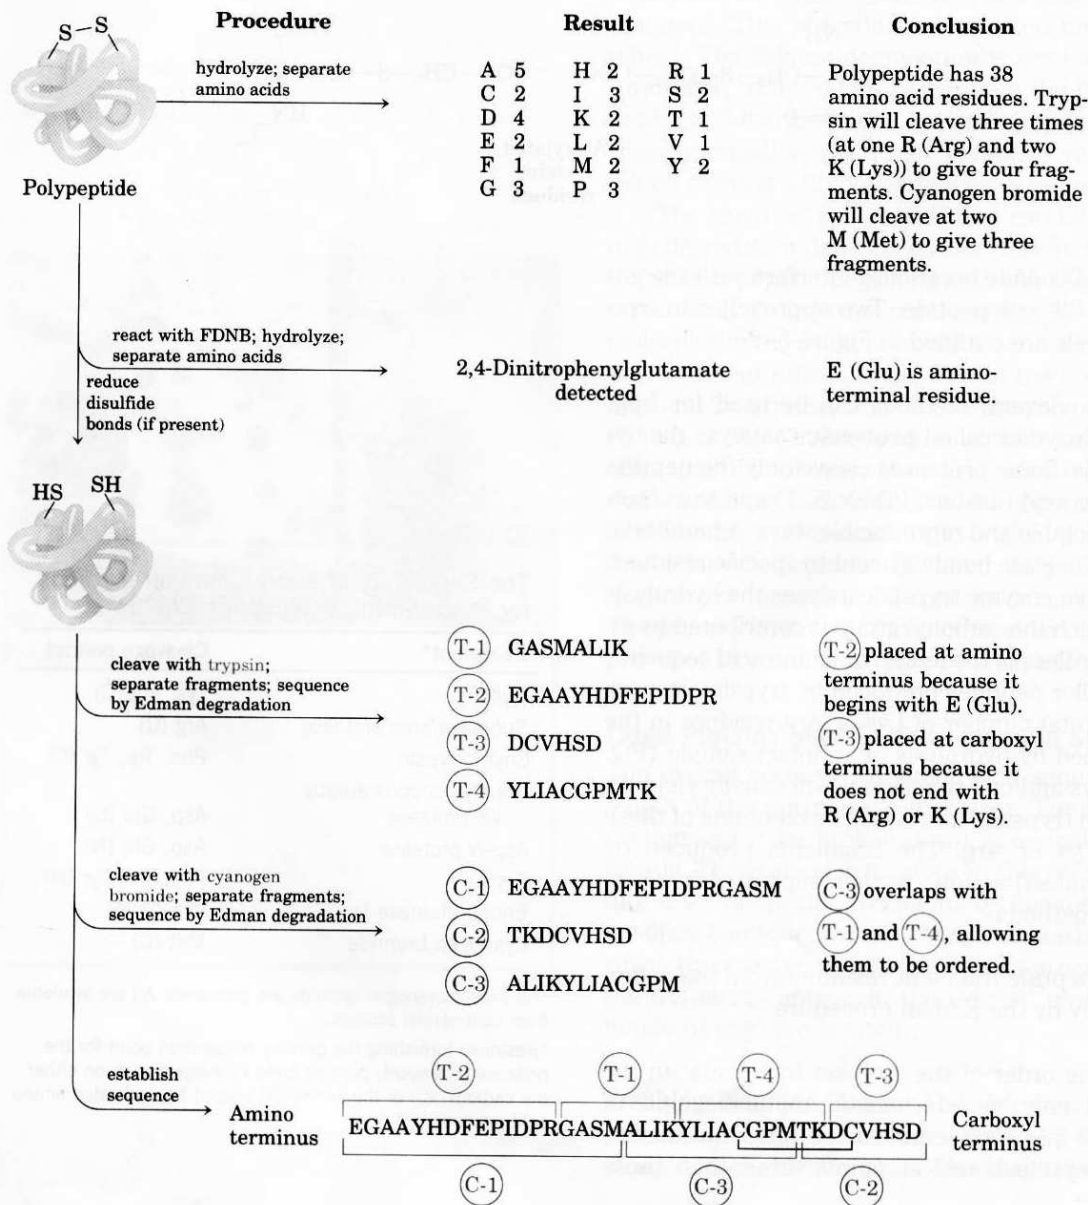 Procedure
Result
Conclusion
S–S
Polypeptide
hydrolyze; separate
amino acids
A 5 H 2 R 1
C 2 I 3 S 2
D 4 K 2 T 1
E 2 L 2 V 1
F 1 M 2 Y 2
G 3 P 3
Polypeptide has 38
amino acid residues. Tryp-
sin will cleave three times
(at one R (Arg) and two
K (Lys)) to give four frag-
ments. Cyanogen bromide
will cleave at two
M (Met) to give three
fragments.
react with FDNB; hydrolyze;
separate amino acids
2,4-Dinitrophenylglutamate
detected
E (Glu) is amino-
terminal residue.
reduce
disulfide
bonds (if present)
HS SH
cleave with trypsin;
separate fragments; sequence
by Edman degradation
T-1 GASMALIK
T-2 EGAAYHDFEPIDPR
T-3 DCVHSD
T-4 YLIACGPMTK
T-2 placed at amino
terminus because it
begins with E (Glu).
T-3 placed at carboxyl
terminus because it
does not end with
R (Arg) or K (Lys).
cleave with cyanogen
bromide; separate fragments;
sequence by Edman degradation
C-1 EGAAYHDFEPIDPRGASM
C-2 TKDCVHSD
C-3 ALIKYLIACGPM
C-3 overlaps with
T-1 and T-4, allowing
them to be ordered.
establish
sequence
T-2 T-1 T-4 T-3
Amino
terminus
EGAAYHDFEPIDPRGASMALIKYLIACGPMTKDCVHSD
Carboxyl
terminus
C-1 C-3 C-2